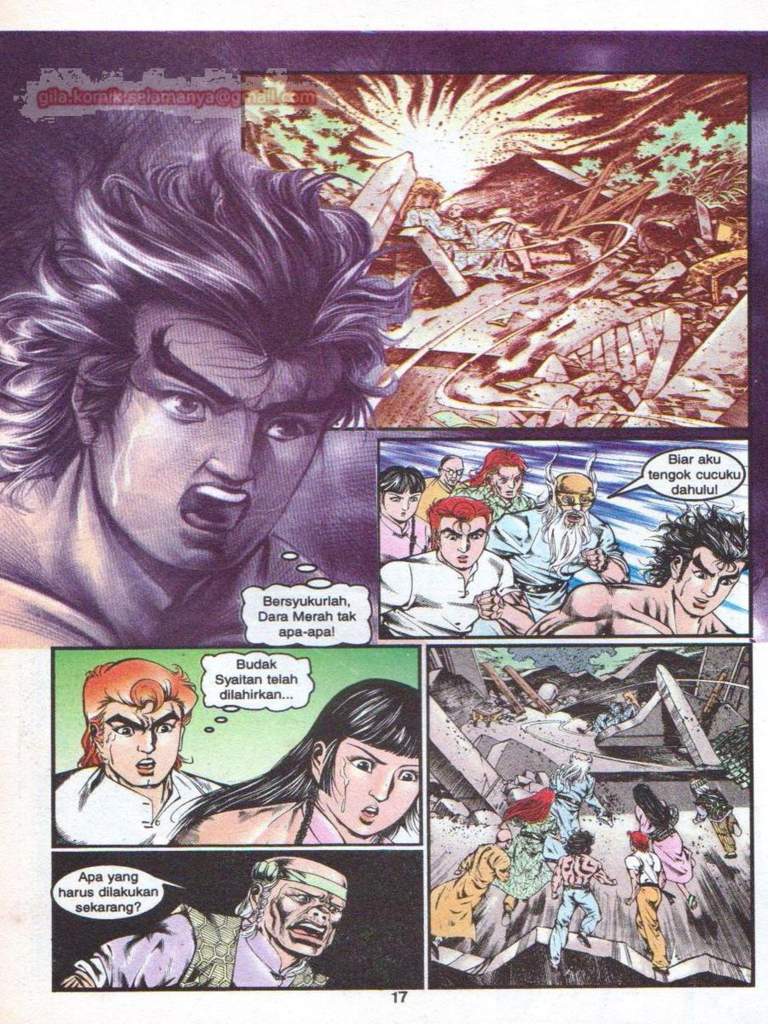 gila.komik.selamanya@gmail.com
Bersyukurlah,
Dara Merah tak
apa-apa!
Biar aku
tengok cucuku
dahulu!
Budak
Syaitan telah
dilahirkan...
Apa yang
harus dilakukan
sekarang?
17